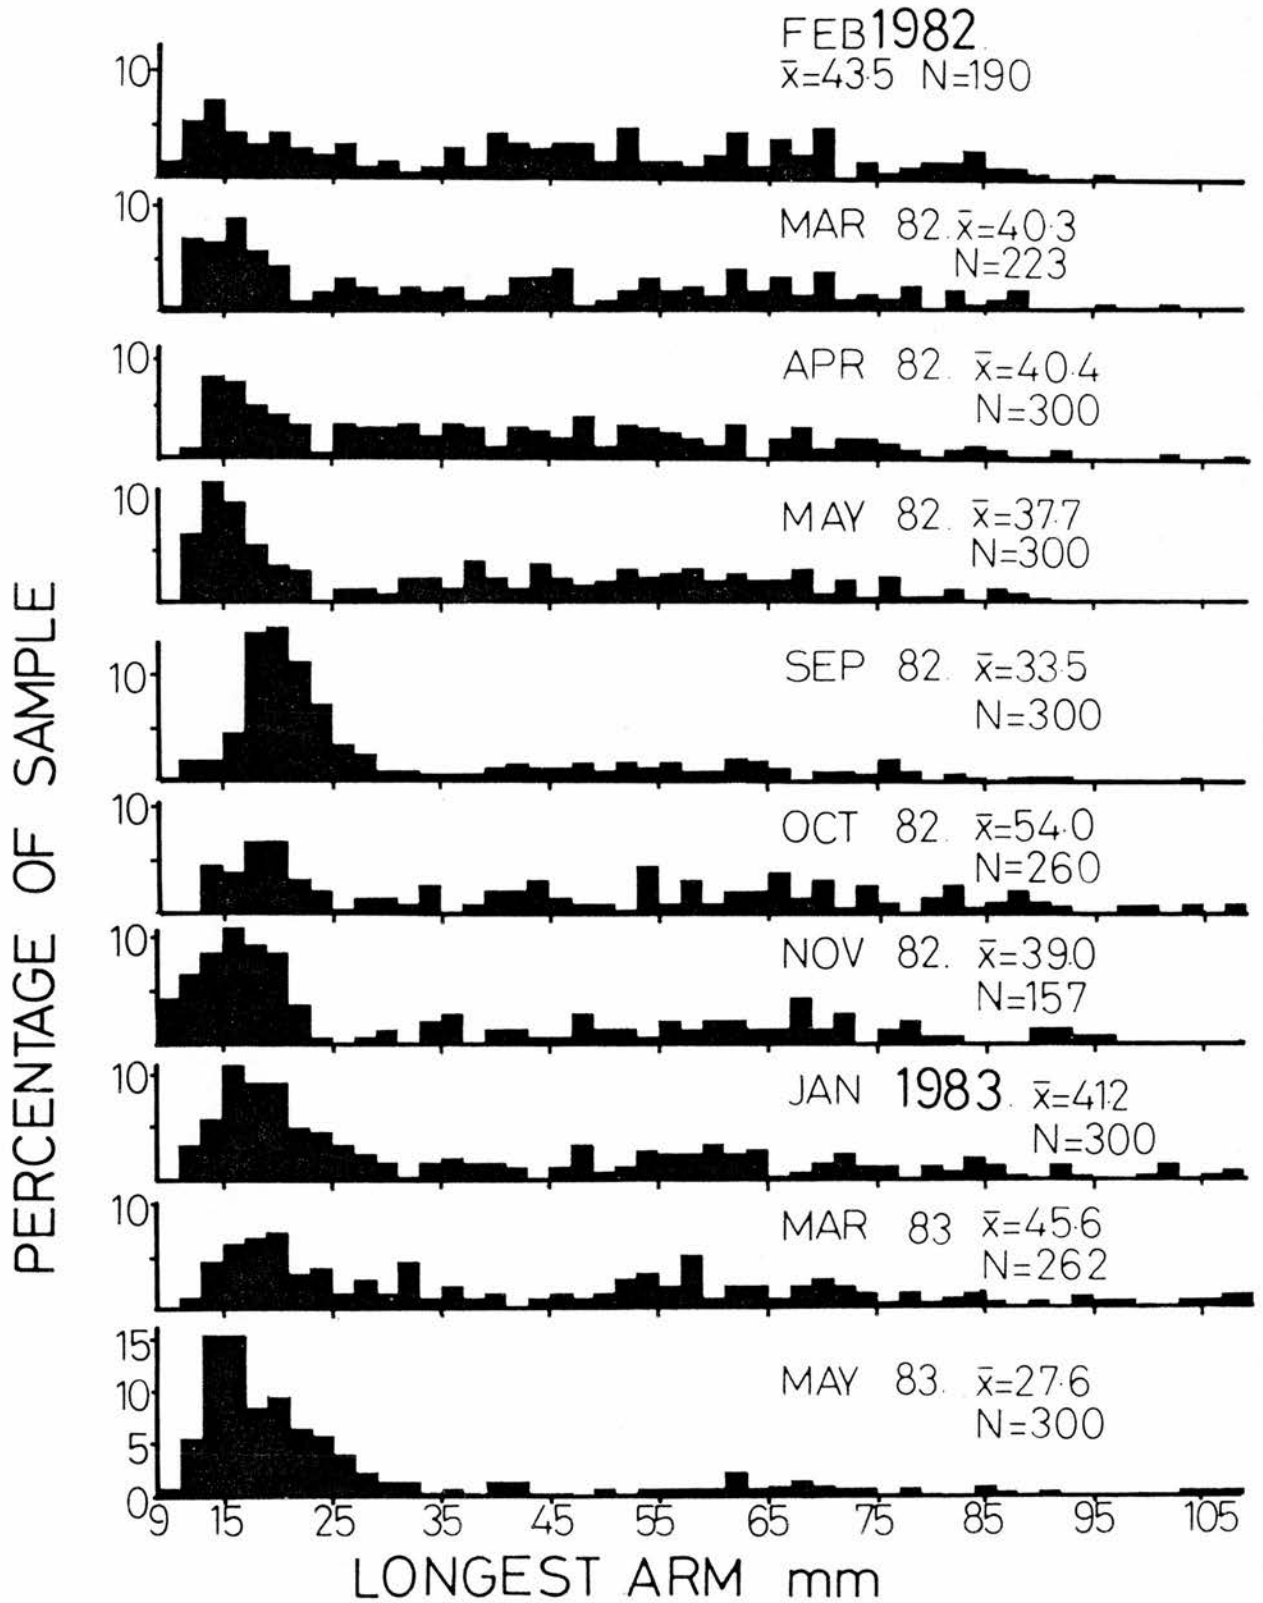 FEB 1982.
x̄=43·5 N=190
10
MAR 82. x̄=40·3
N=223
10
APR 82. x̄=40·4
N=300
10
MAY 82. x̄=37·7
N=300
10
SEP 82. x̄=33·5
N=300
10
OCT 82. x̄=54·0
N=260
10
NOV 82. x̄=39·0
N=157
10
JAN 1983. x̄=41·2
N=300
10
MAR 83 x̄=45·6
N=262
10
MAY 83. x̄=27·6
N=300
15
10
5
0
9 15 25 35 45 55 65 75 85 95 105
LONGEST ARM mm
PERCENTAGE OF SAMPLE